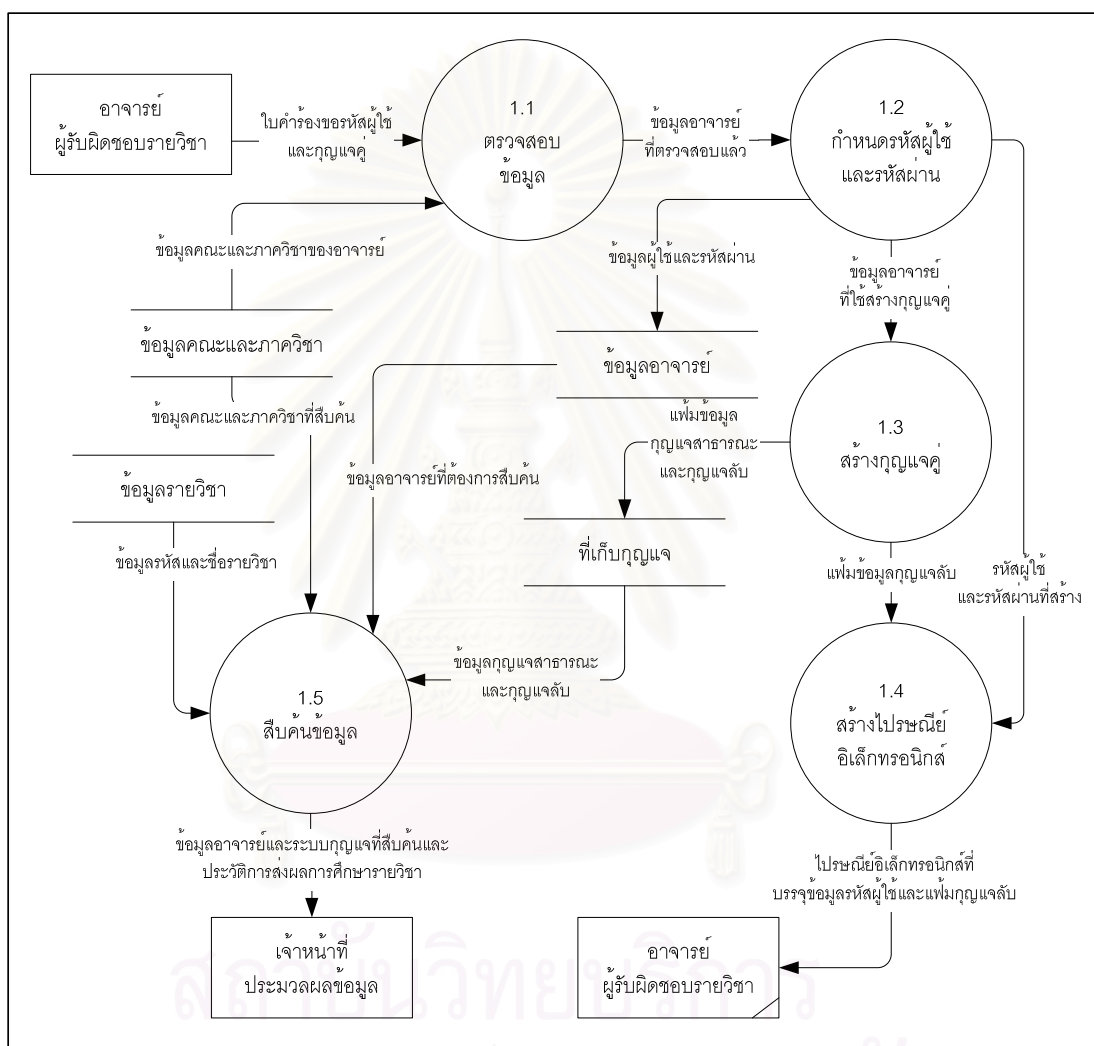 อาจารย์
ผู้รับผิดชอบรายวิชา
ใบคำร้องขอรหัสผู้ใช้
และกุญแจคู่
1.1
ตรวจสอบ
ข้อมูล
ข้อมูลอาจารย์
ที่ตรวจสอบแล้ว
1.2
กำหนดรหัสผู้ใช้
และรหัสผ่าน
ข้อมูลคณะและภาควิชาของอาจารย์
ข้อมูลผู้ใช้และรหัสผ่าน
ข้อมูลอาจารย์
ที่ใช้สร้างกุญแจคู่
ข้อมูลคณะและภาควิชา
ข้อมูลอาจารย์
ข้อมูลคณะและภาควิชาที่สืบค้น
แฟ้มข้อมูล
กุญแจสาธารณะ
และกุญแจลับ
1.3
สร้างกุญแจคู่
ข้อมูลรายวิชา
ข้อมูลอาจารย์ที่ต้องการสืบค้น
ข้อมูลรหัสและชื่อรายวิชา
ที่เก็บกุญแจ
แฟ้มข้อมูลกุญแจลับ
รหัสผู้ใช้
และรหัสผ่านที่สร้าง
ข้อมูลกุญแจสาธารณะ
และกุญแจลับ
1.5
สืบค้นข้อมูล
1.4
สร้างไปรษณีย์
อิเล็กทรอนิกส์
ข้อมูลอาจารย์และระบบกุญแจที่สืบค้นและ
ประวัติการส่งผลการศึกษารายวิชา
ไปรษณีย์อิเล็กทรอนิกส์ที่
บรรจุข้อมูลรหัสผู้ใช้และแฟ้มกุญแจลับ
เจ้าหน้าที่
ประมวลผลข้อมูล
อาจารย์
ผู้รับผิดชอบรายวิชา
สถาบันวิทยบริการ